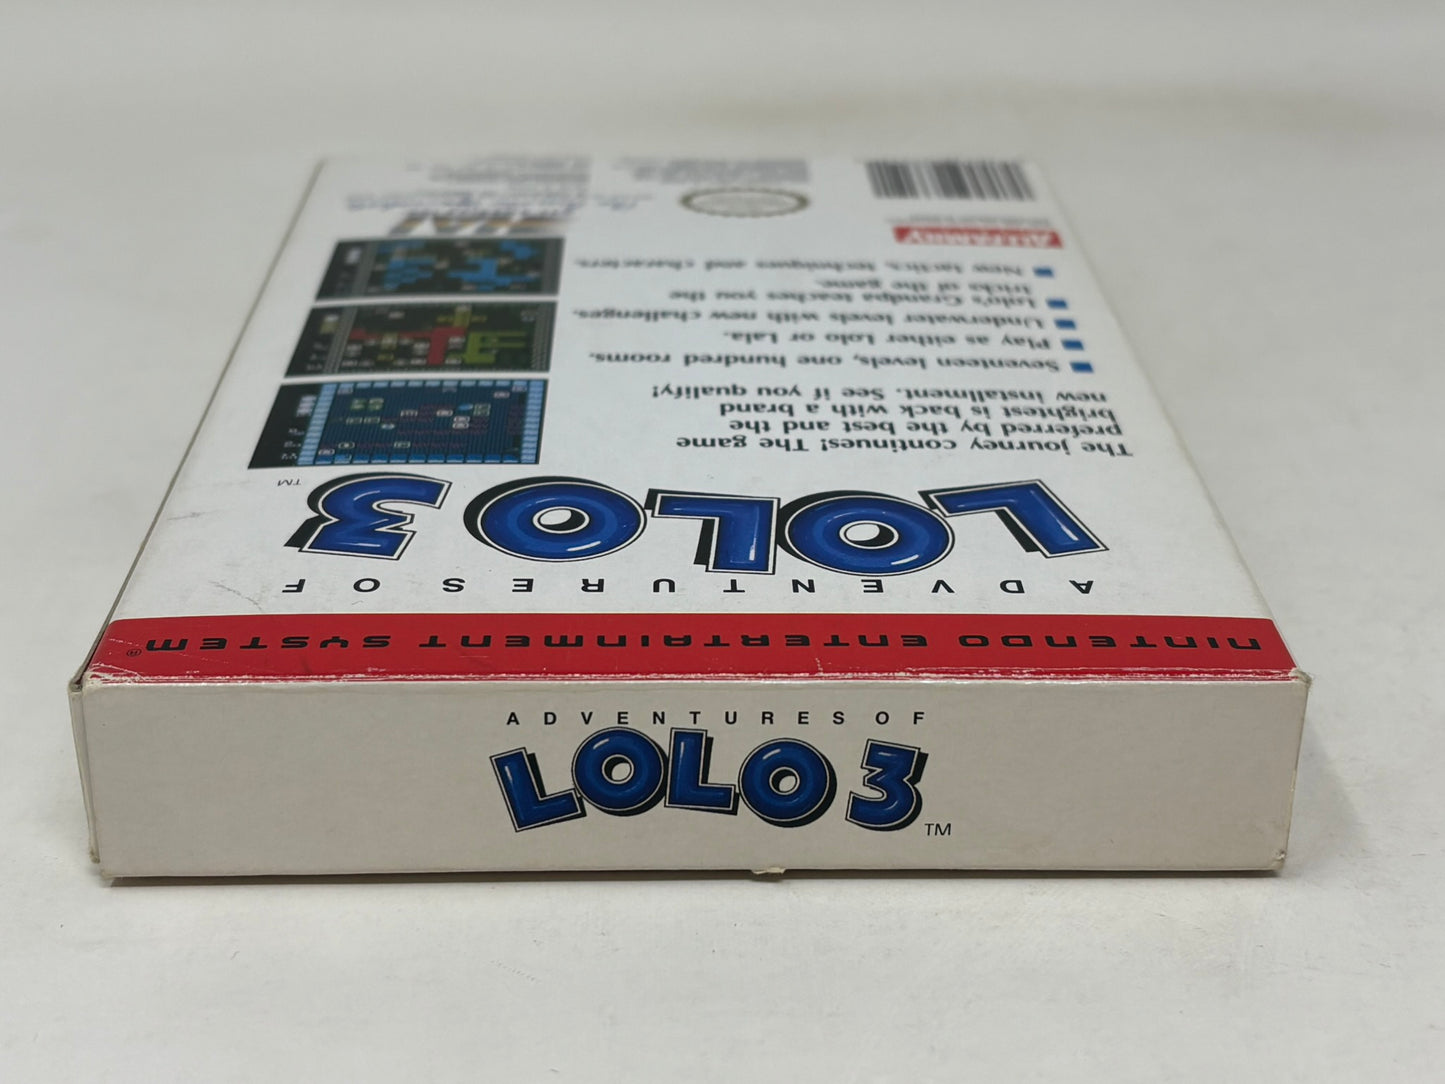 NINTENDO ENTERTAINMENT SYSTEM®
ADVENTURES OF
LOLO 3
TM
The journey continues! The game
preferred by the best and the
brightest is back with a brand
new installment. See if you qualify!
■ Seventeen levels, one hundred rooms.
■ Play as either Lolo or Lala.
■ Underwater levels with new challenges.
■ Lolo's Grandpa teaches you the
tricks of the game.
■ New tactics, techniques and characters.
HAL
ADVENTURES OF
LOLO 3
TM